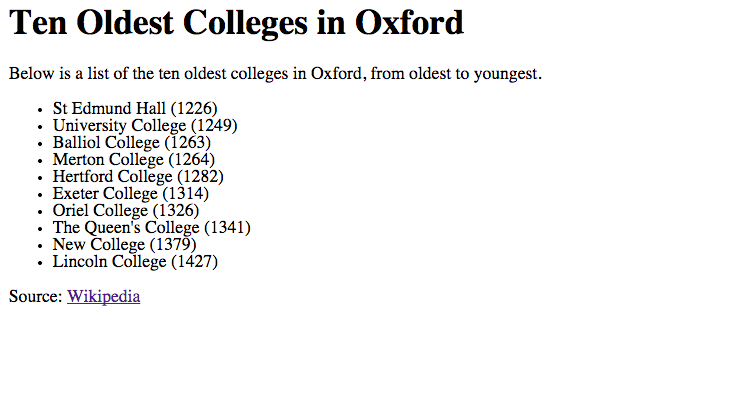 Ten Oldest Colleges in Oxford
Below is a list of the ten oldest colleges in Oxford, from oldest to youngest.
• St Edmund Hall (1226)
• University College (1249)
• Balliol College (1263)
• Merton College (1264)
• Hertford College (1282)
• Exeter College (1314)
• Oriel College (1326)
• The Queen's College (1341)
• New College (1379)
• Lincoln College (1427)
Source: Wikipedia